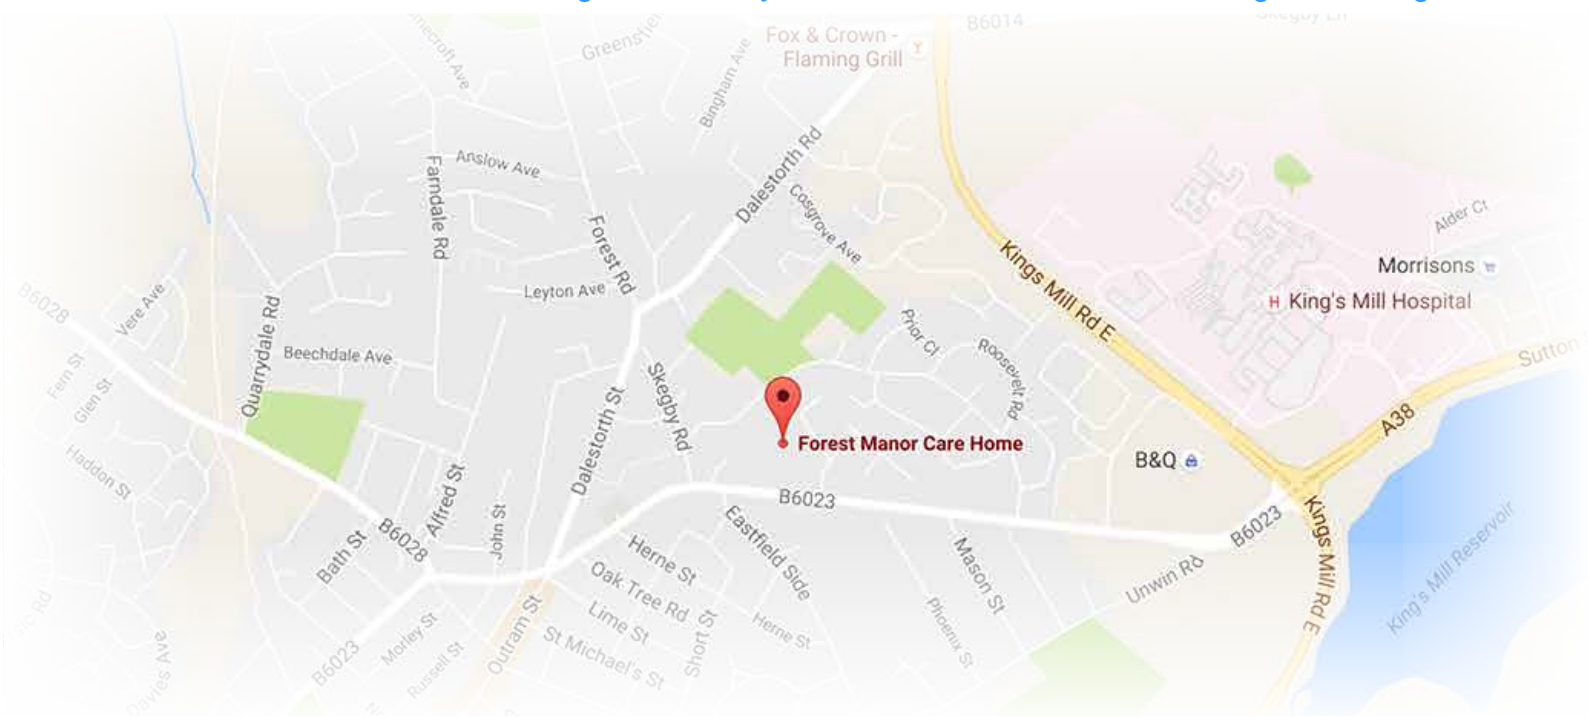 B6014
Fox & Crown -
Flaming Grill
Bingham Ave
Dalestorth Rd
Anslow Ave
Farndale Rd
Forest Rd
Cosgrove Ave
Alder Ct
Kings Mill Rd E
Morrisons
H King's Mill Hospital
Leyton Ave
B6028
Vere Ave
Quarrydale Rd
Beechdale Ave
Prior Cl
Roosevelt Rd
Sutton
Fern St
Glen St
Skegby Rd
Dalestorth St
A38
Forest Manor Care Home
B&Q
Haddon St
Alfred St
B6023
John St
B6028
Bath St
Eastfield Side
B6023
Kings Mill Rd E
King's Mill Reservoir
Herne St
Mason St
Unwin Rd
Oak Tree Rd
Lime St
Short St
Herne St
Phoenix St
Outram St
St Michael's St
Morley St
Russell St
B6023
Davies Ave